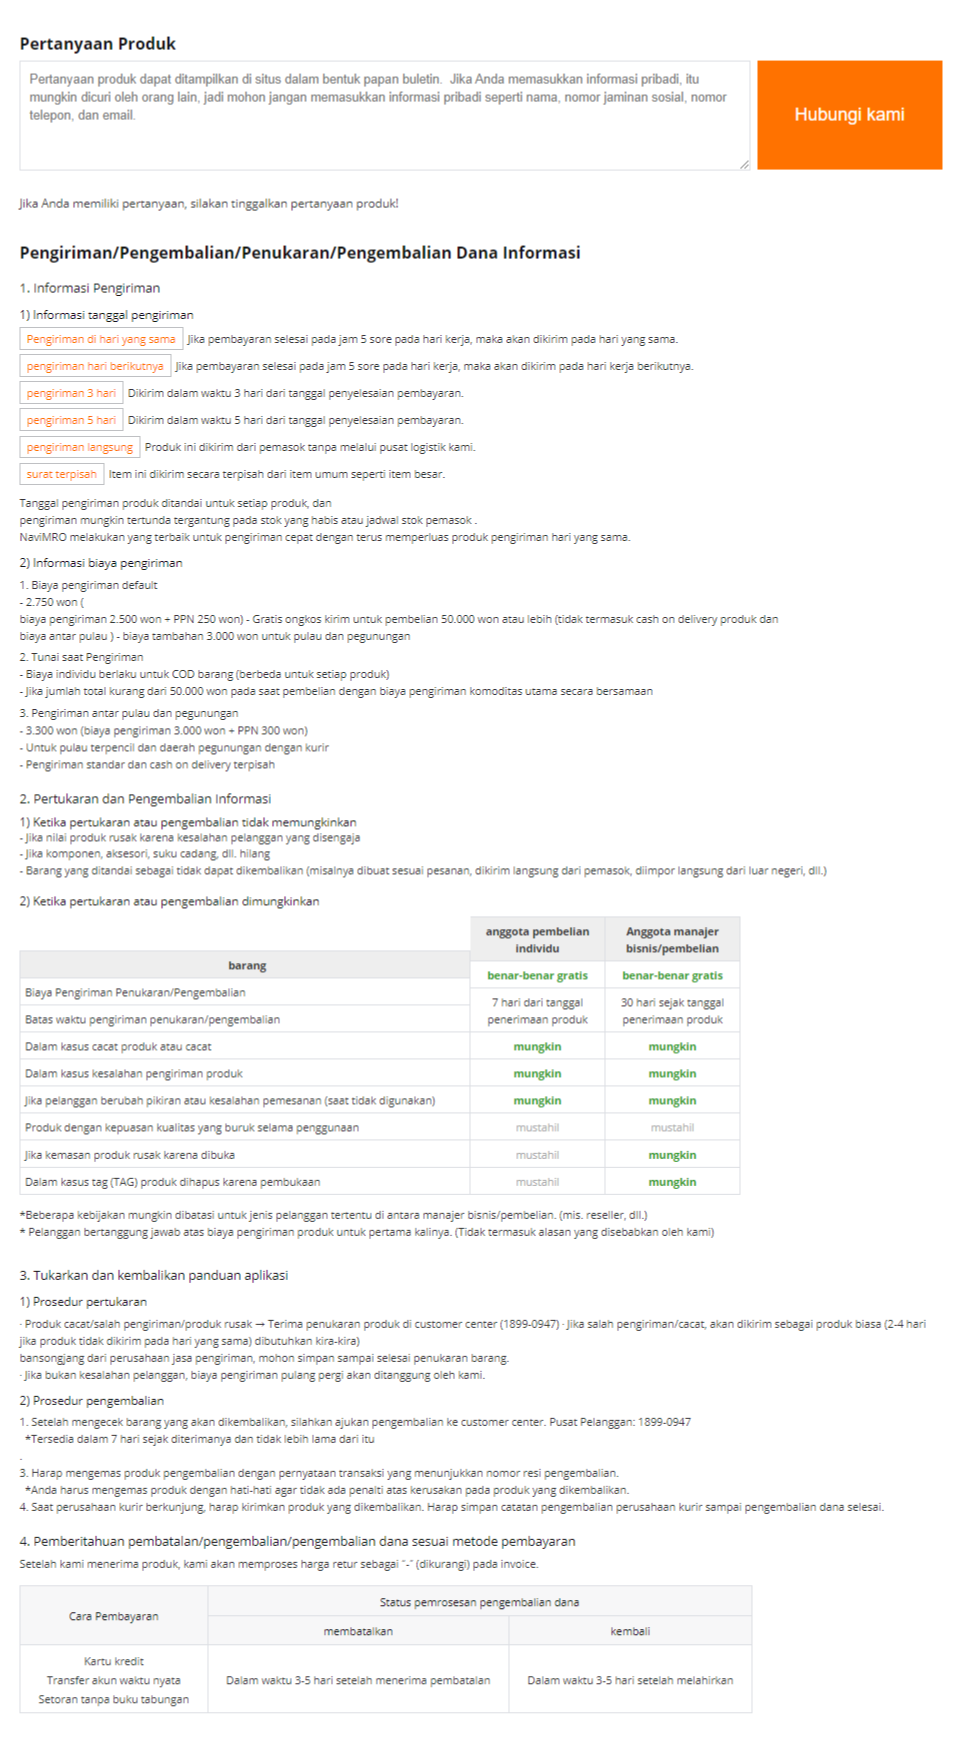 Pertanyaan Produk
Pertanyaan produk dapat ditampilkan di situs dalam bentuk papan buletin.  Jika Anda memasukkan informasi pribadi, itu
mungkin dicuri oleh orang lain, jadi mohon jangan memasukkan informasi pribadi seperti nama, nomor jaminan sosial, nomor
telepon, dan email.
Hubungi kami
Jika Anda memiliki pertanyaan, silakan tinggalkan pertanyaan produk!
Pengiriman/Pengembalian/Penukaran/Pengembalian Dana Informasi
1. Informasi Pengiriman
1) Informasi tanggal pengiriman
Pengiriman di hari yang sama Jika pembayaran selesai pada jam 5 sore pada hari kerja, maka akan dikirim pada hari yang sama.
pengiriman hari berikutnya Jika pembayaran selesai pada jam 5 sore pada hari kerja, maka akan dikirim pada hari kerja berikutnya.
pengiriman 3 hari Dikirim dalam waktu 3 hari dari tanggal penyelesaian pembayaran.
pengiriman 5 hari Dikirim dalam waktu 5 hari dari tanggal penyelesaian pembayaran.
pengiriman langsung Produk ini dikirim dari pemasok tanpa melalui pusat logistik kami.
surat terpisah Item ini dikirim secara terpisah dari item umum seperti item besar.
Tanggal pengiriman produk ditandai untuk setiap produk, dan
pengiriman mungkin tertunda tergantung pada stok yang habis atau jadwal stok pemasok .
NaviMRO melakukan yang terbaik untuk pengiriman cepat dengan terus memperluas produk pengiriman hari yang sama.
2) Informasi biaya pengiriman
1. Biaya pengiriman default
- 2.750 won (
biaya pengiriman 2.500 won + PPN 250 won) - Gratis ongkos kirim untuk pembelian 50.000 won atau lebih (tidak termasuk cash on delivery produk dan
biaya antar pulau ) - biaya tambahan 3.000 won untuk pulau dan pegunungan
2. Tunai saat Pengiriman
- Biaya individu berlaku untuk COD barang (berbeda untuk setiap produk)
- Jika jumlah total kurang dari 50.000 won pada saat pembelian dengan biaya pengiriman komoditas utama secara bersamaan
3. Pengiriman antar pulau dan pegunungan
- 3.300 won (biaya pengiriman 3.000 won + PPN 300 won)
- Untuk pulau terpencil dan daerah pegunungan dengan kurir
- Pengiriman standar dan cash on delivery terpisah
2. Pertukaran dan Pengembalian Informasi
1) Ketika pertukaran atau pengembalian tidak memungkinkan
- Jika nilai produk rusak karena kesalahan pelanggan yang disengaja
- Jika komponen, aksesori, suku cadang, dll. hilang
- Barang yang ditandai sebagai tidak dapat dikembalikan (misalnya dibuat sesuai pesanan, dikirim langsung dari pemasok, diimpor langsung dari luar negeri, dll.)
2) Ketika pertukaran atau pengembalian dimungkinkan
anggota pembelian individu Anggota manajer bisnis/pembelian
barang
benar-benar gratis benar-benar gratis
Biaya Pengiriman Penukaran/Pengembalian
7 hari dari tanggal penerimaan produk 30 hari sejak tanggal penerimaan produk
Batas waktu pengiriman penukaran/pengembalian
Dalam kasus cacat produk atau cacat mungkin mungkin
Dalam kasus kesalahan pengiriman produk mungkin mungkin
Jika pelanggan berubah pikiran atau kesalahan pemesanan (saat tidak digunakan) mungkin mungkin
Produk dengan kepuasan kualitas yang buruk selama penggunaan mustahil mustahil
Jika kemasan produk rusak karena dibuka mustahil mungkin
Dalam kasus tag (TAG) produk dihapus karena pembukaan mustahil mungkin
*Beberapa kebijakan mungkin dibatasi untuk jenis pelanggan tertentu di antara manajer bisnis/pembelian. (mis. reseller, dll.)
* Pelanggan bertanggung jawab atas biaya pengiriman produk untuk pertama kalinya. (Tidak termasuk alasan yang disebabkan oleh kami)
3. Tukarkan dan kembalikan panduan aplikasi
1) Prosedur pertukaran
· Produk cacat/salah pengiriman/produk rusak → Terima penukaran produk di customer center (1899-0947) · Jika salah pengiriman/cacat, akan dikirim sebagai produk biasa (2-4 hari
jika produk tidak dikirim pada hari yang sama) dibutuhkan kira-kira)
bansongjang dari perusahaan jasa pengiriman, mohon simpan sampai selesai penukaran barang.
· Jika bukan kesalahan pelanggan, biaya pengiriman pulang pergi akan ditanggung oleh kami.
2) Prosedur pengembalian
1. Setelah mengecek barang yang akan dikembalikan, silahkan ajukan pengembalian ke customer center. Pusat Pelanggan: 1899-0947
*Tersedia dalam 7 hari sejak diterimanya dan tidak lebih lama dari itu
.
3. Harap mengemas produk pengembalian dengan pernyataan transaksi yang menunjukkan nomor resi pengembalian.
*Anda harus mengemas produk dengan hati-hati agar tidak ada penalti atas kerusakan pada produk yang dikembalikan.
4. Saat perusahaan kurir berkunjung, harap kirimkan produk yang dikembalikan. Harap simpan catatan pengembalian perusahaan kurir sampai pengembalian dana selesai.
4. Pemberitahuan pembatalan/pengembalian/pengembalian dana sesuai metode pembayaran
Setelah kami menerima produk, kami akan memproses harga retur sebagai "-" (dikurangi) pada invoice.
Cara Pembayaran Status pemrosesan pengembalian dana
membatalkan kembali
Kartu kredit
Transfer akun waktu nyata Dalam waktu 3-5 hari setelah menerima pembatalan Dalam waktu 3-5 hari setelah melahirkan
Setoran tanpa buku tabungan